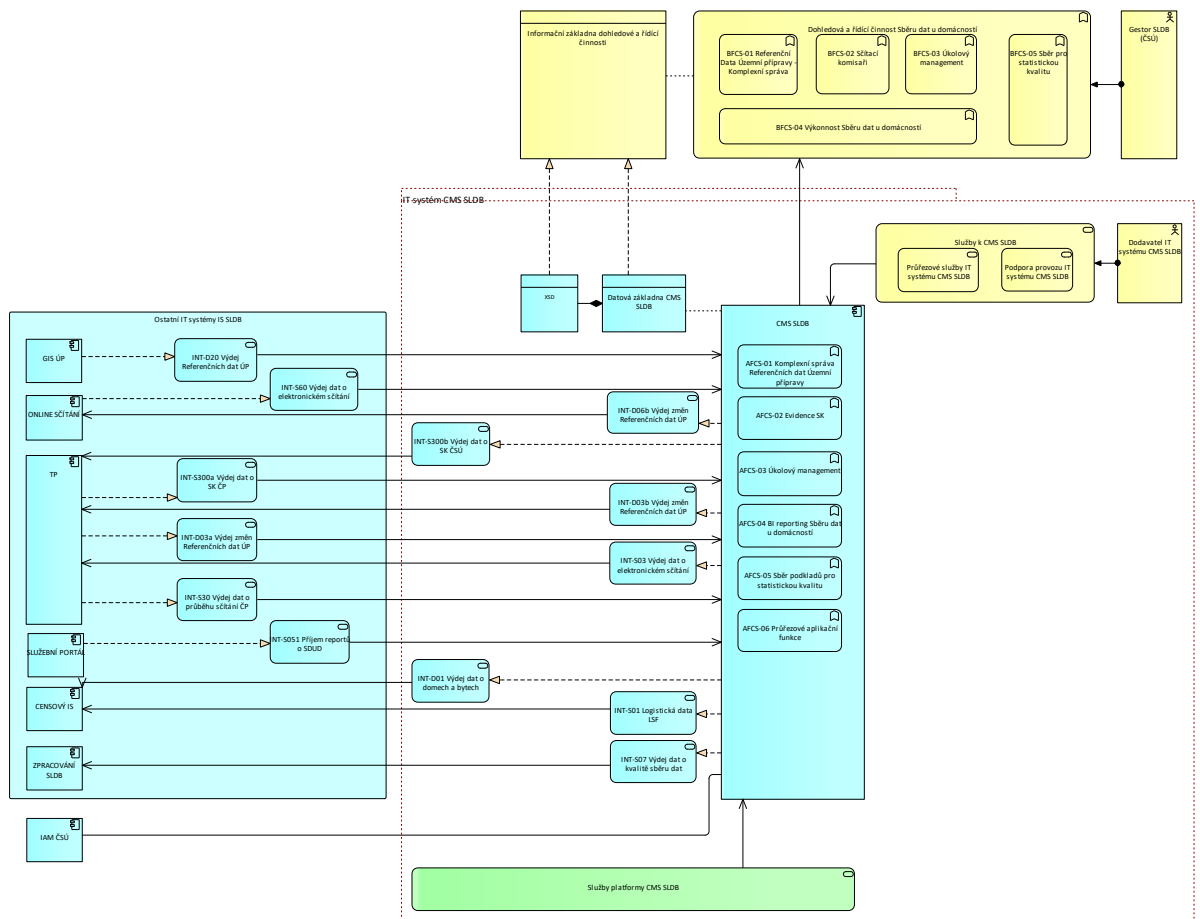 Informační základna dohledové a řídící
činnosti
Dohledová a řídící činnost Sběru dat u domácností
BFCS-01 Referenční
Data Územní přípravy -
Komplexní správa
BFCS-02 Sčítací
komisaři
BFCS-03 Úkolový
management
BFCS-05 Sběr pro
statistickou
kvalitu
BFCS-04 Výkonnost Sběru dat u domácností
Gestor SLDB
(ČSÚ)
IT systém CMS SLDB
Služby k CMS SLDB
Průřezové služby IT
systému CMS SLDB
Podpora provozu IT
systému CMS SLDB
Dodavatel IT
systému CMS SLDB
XSD
Datová základna CMS
SLDB
Ostatní IT systémy IS SLDB
CMS SLDB
GIS ÚP
INT-D20 Výdej
Referenčních dat ÚP
INT-S60 Výdej dat o
elektronickém sčítání
AFCS-01 Komplexní správa
Referenčních dat Územní
přípravy
ONLINE SČÍTÁNÍ
INT-D06b Výdej změn
Referenčních dat ÚP
AFCS-02 Evidence SK
INT-S300b Výdej dat o
SK ČSÚ
TP
INT-S300a Výdej dat o
SK ČP
AFCS-03 Úkolový management
INT-D03b Výdej změn
Referenčních dat ÚP
AFCS-04 BI reporting Sběru dat
u domácností
INT-D03a Výdej změn
Referenčních dat ÚP
INT-S03 Výdej dat o
elektronickém sčítání
AFCS-05 Sběr podkladů pro
statistickou kvalitu
INT-S30 Výdej dat o
průběhu sčítání ČP
AFCS-06 Průřezové aplikační
funkce
SLUŽEBNÍ PORTÁL
INT-S051 Příjem reportů
o SDUD
INT-D01 Výdej dat o
domech a bytech
CENSOVÝ IS
INT-S01 Logistická data
LSF
ZPRACOVÁNÍ
SLDB
INT-S07 Výdej dat o
kvalitě sběru dat
IAM ČSÚ
Služby platformy CMS SLDB